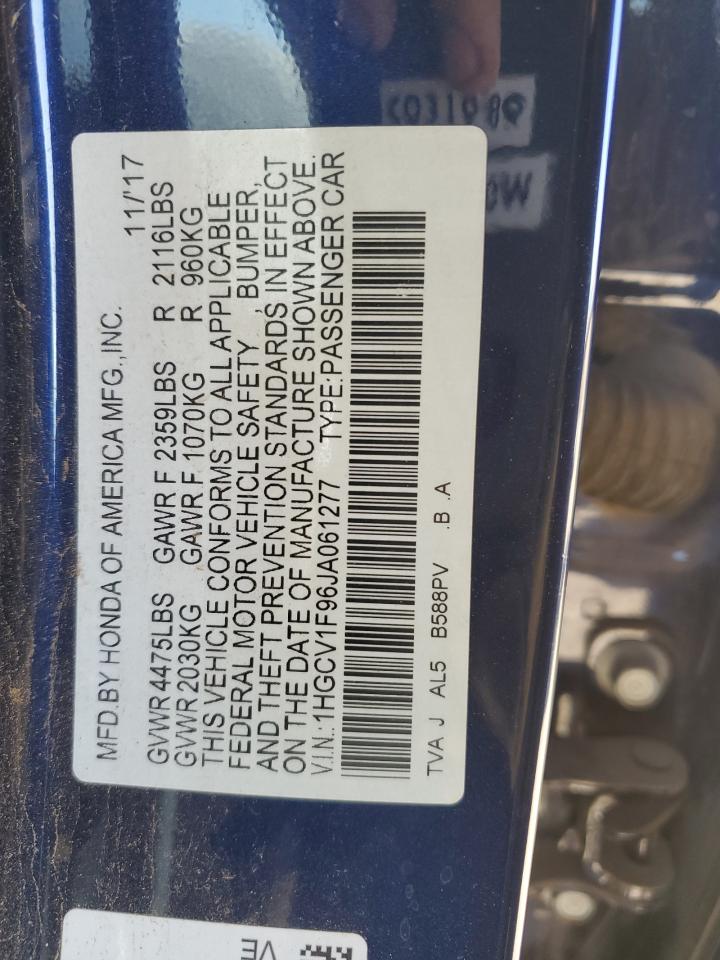 MFD.BY HONDA OF AMERICA MFG.,INC. 11/'17
GVWR 4475LBS GAWR F 2359LBS R 2116LBS
GVWR 2030KG GAWR F 1070KG R 960KG
THIS VEHICLE CONFORMS TO ALL APPLICABLE
FEDERAL MOTOR VEHICLE SAFETY , BUMPER,
AND THEFT PREVENTION STANDARDS IN EFFECT
ON THE DATE OF MANUFACTURE SHOWN ABOVE.
V.I.N.:1HGCV1F96JA061277 TYPE:PASSENGER CAR
TVA J AL5 B588PV .B .A